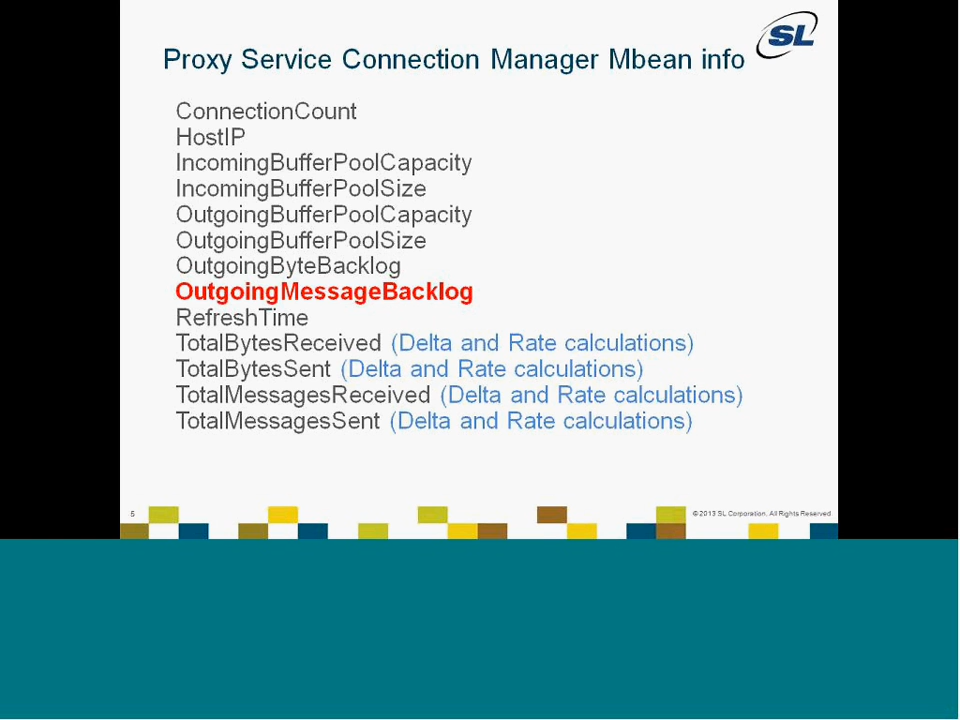 SL
Proxy Service Connection Manager Mbean info
ConnectionCount
HostIP
IncomingBufferPoolCapacity
IncomingBufferPoolSize
OutgoingBufferPoolCapacity
OutgoingBufferPoolSize
OutgoingByteBacklog
OutgoingMessageBacklog
RefreshTime
TotalBytesReceived (Delta and Rate calculations)
TotalBytesSent (Delta and Rate calculations)
TotalMessagesReceived (Delta and Rate calculations)
TotalMessagesSent (Delta and Rate calculations)
5
© 2013 SL Corporation. All Rights Reserved